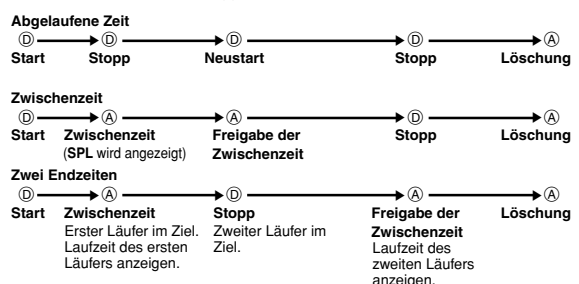 Abgelaufene Zeit
Ⓓ Ⓓ Ⓓ Ⓓ Ⓐ
Start Stopp Neustart Stopp Löschung
Zwischenzeit
Ⓓ Ⓐ Ⓐ Ⓓ Ⓐ
Start Zwischenzeit Freigabe der Stopp Löschung
(SPL wird angezeigt) Zwischenzeit
Zwei Endzeiten
Ⓓ Ⓐ Ⓓ Ⓐ Ⓐ
Start Zwischenzeit Stopp Freigabe der Löschung
Erster Läufer im Ziel. Zweiter Läufer im Zwischenzeit
Laufzeit des ersten Ziel. Laufzeit des
Läufers anzeigen. zweiten Läufers
anzeigen.